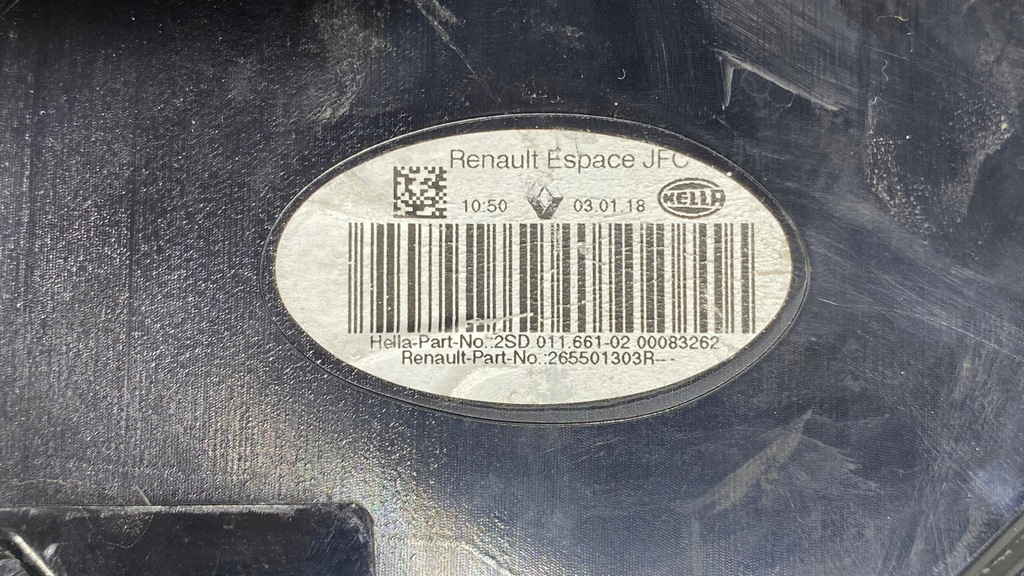 Renault Espace JFC
10:50 03.01.18 HELLA
Hella-Part-No.:2SD 011.661-02 00083262
Renault-Part-No.:265501303R---